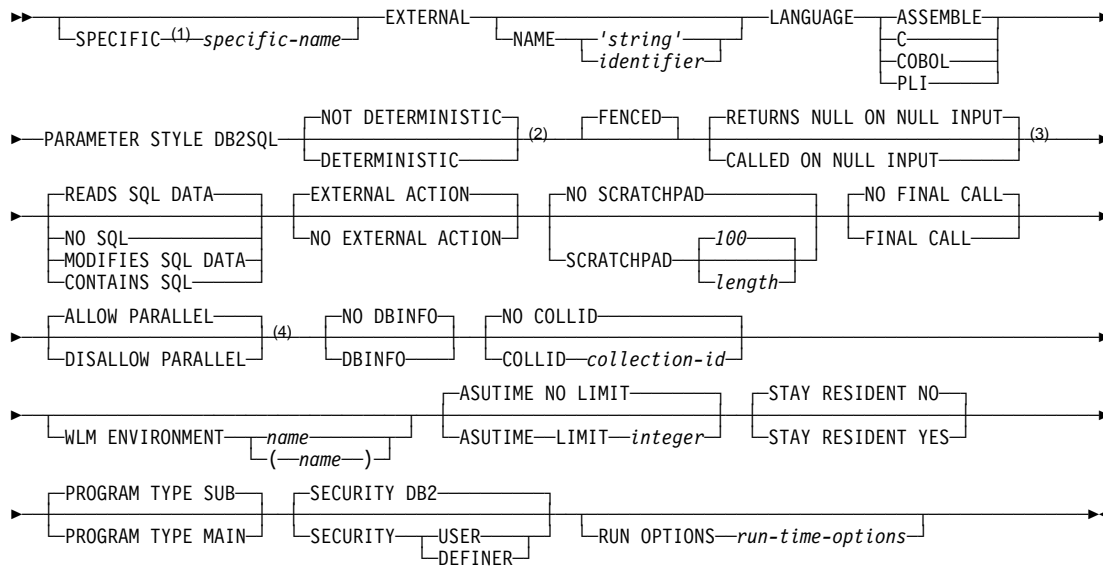 SPECIFIC (1) specific-name EXTERNAL NAME 'string' identifier LANGUAGE ASSEMBLE C COBOL PLI
PARAMETER STYLE DB2SQL NOT DETERMINISTIC DETERMINISTIC (2) FENCED RETURNS NULL ON NULL INPUT CALLED ON NULL INPUT (3)
READS SQL DATA NO SQL MODIFIES SQL DATA CONTAINS SQL EXTERNAL ACTION NO EXTERNAL ACTION NO SCRATCHPAD SCRATCHPAD 100 length NO FINAL CALL FINAL CALL
ALLOW PARALLEL DISALLOW PARALLEL (4) NO DBINFO DBINFO NO COLLID COLLID collection-id
WLM ENVIRONMENT name ( name ) ASUTIME NO LIMIT ASUTIME LIMIT integer STAY RESIDENT NO STAY RESIDENT YES
PROGRAM TYPE SUB PROGRAM TYPE MAIN SECURITY DB2 SECURITY USER DEFINER RUN OPTIONS run-time-options